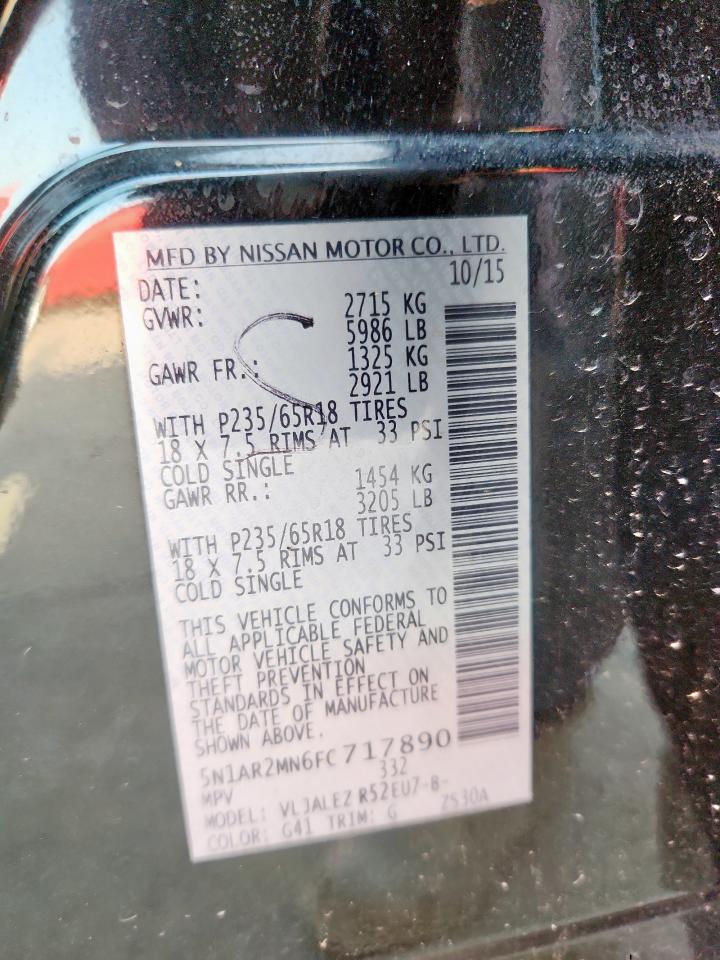 MFD BY NISSAN MOTOR CO., LTD.
DATE: 10/15
GVWR: 2715 KG
5986 LB
GAWR FR.: 1325 KG
2921 LB
WITH P235/65R18 TIRES
18 X 7.5 RIMS AT 33 PSI
COLD SINGLE
GAWR RR.: 1454 KG
3205 LB
WITH P235/65R18 TIRES
18 X 7.5 RIMS AT 33 PSI
COLD SINGLE
THIS VEHICLE CONFORMS TO
ALL APPLICABLE FEDERAL
MOTOR VEHICLE SAFETY AND
THEFT PREVENTION
STANDARDS IN EFFECT ON
THE DATE OF MANUFACTURE
SHOWN ABOVE.
5N1AR2MN6FC717890
MPV 332
MODEL: VLJALEZ R52EU7-B-
COLOR: G41 TRIM: G ZS30A